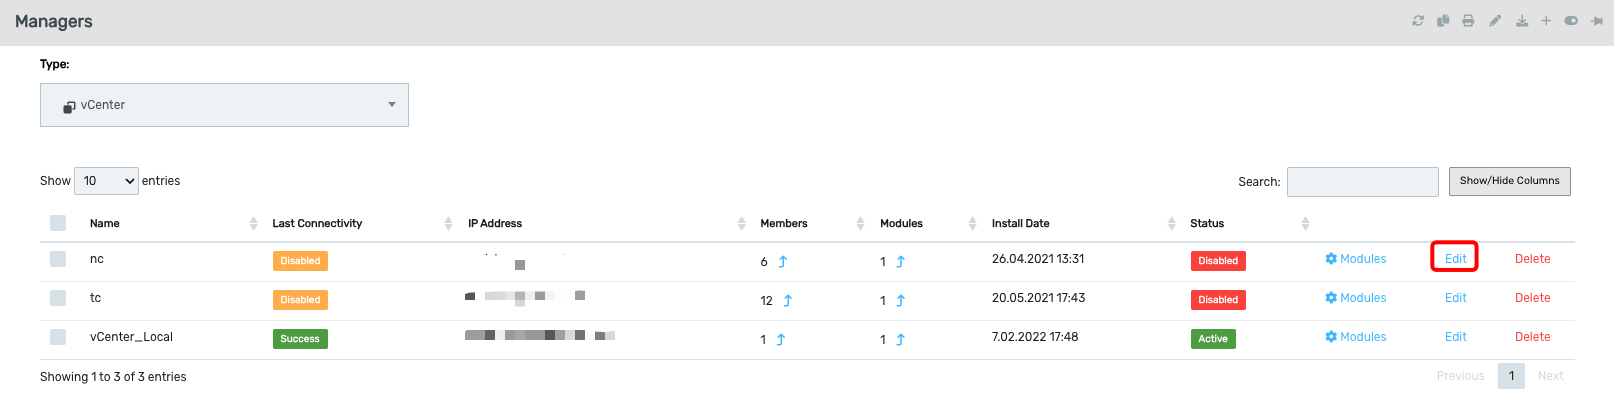 Managers
Type:
vCenter
Show 10 entries
Search:
Show/Hide Columns
Name Last Connectivity IP Address Members Modules Install Date Status
nc Disabled 6 1 26.04.2021 13:31 Disabled Modules Edit Delete
tc Disabled 12 1 20.05.2021 17:43 Disabled Modules Edit Delete
vCenter_Local Success 1 1 7.02.2022 17:48 Active Modules Edit Delete
Showing 1 to 3 of 3 entries
Previous 1 Next